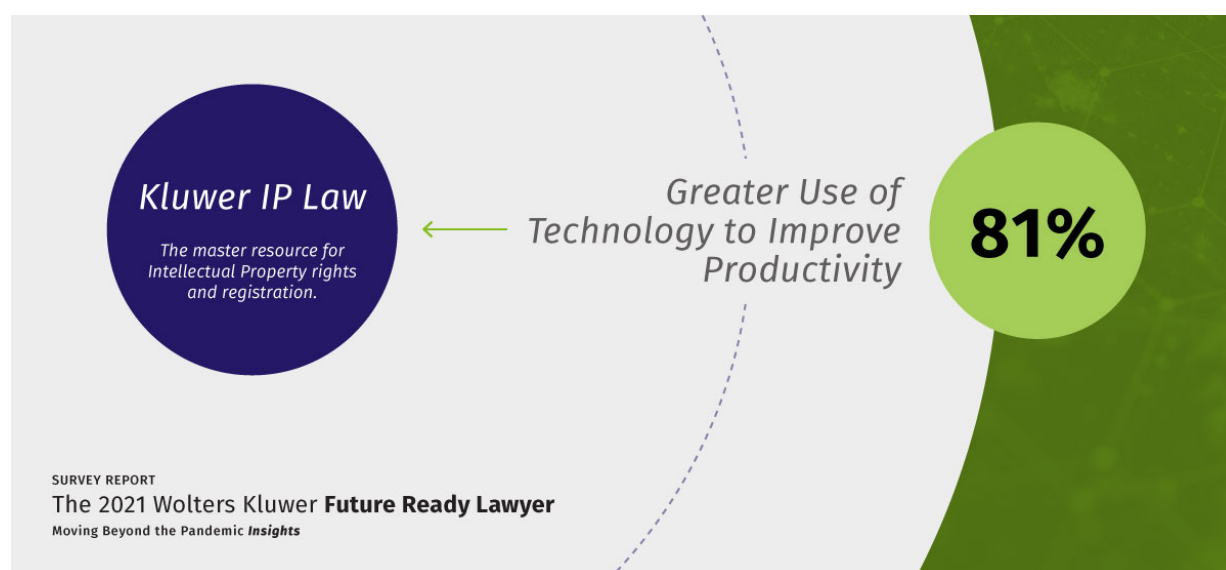 Kluwer IP Law
The master resource for
Intellectual Property rights
and registration.
Greater Use of
Technology to Improve
Productivity
81%
SURVEY REPORT
The 2021 Wolters Kluwer Future Ready Lawyer
Moving Beyond the Pandemic Insights